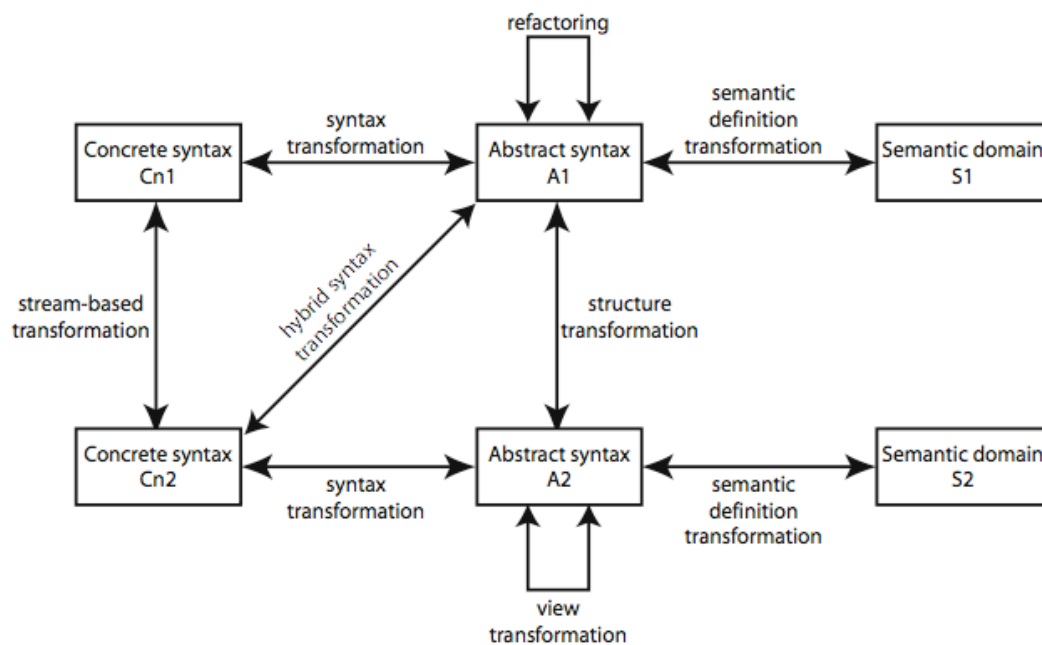 refactoring
syntax
transformation
semantic
definition
transformation
Concrete syntax
Cn1
Abstract syntax
A1
Semantic domain
S1
stream-based
transformation
hybrid syntax
transformation
structure
transformation
Concrete syntax
Cn2
Abstract syntax
A2
Semantic domain
S2
syntax
transformation
semantic
definition
transformation
view
transformation